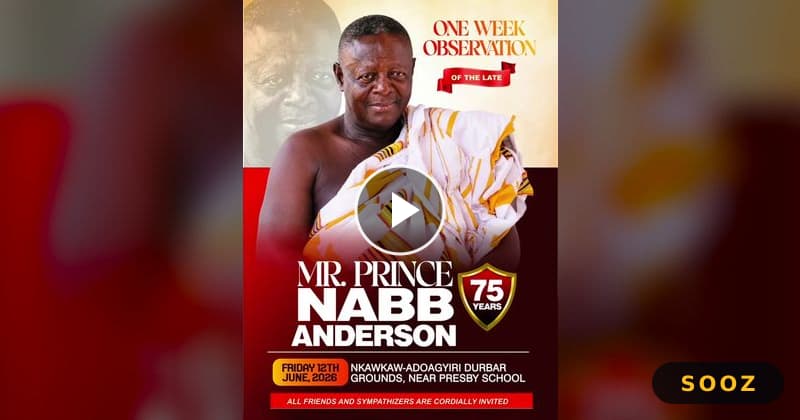 ONE WEEK
OBSERVATION
OF THE LATE
MR. PRINCE
NABB
ANDERSON
75
YEARS
FRIDAY 12TH
JUNE, 2026
NKAWKAW-ADOAGYIRI DURBAR
GROUNDS, NEAR PRESBY SCHOOL
ALL FRIENDS AND SYMPATHIZERS ARE CORDIALLY INVITED
SOOZ